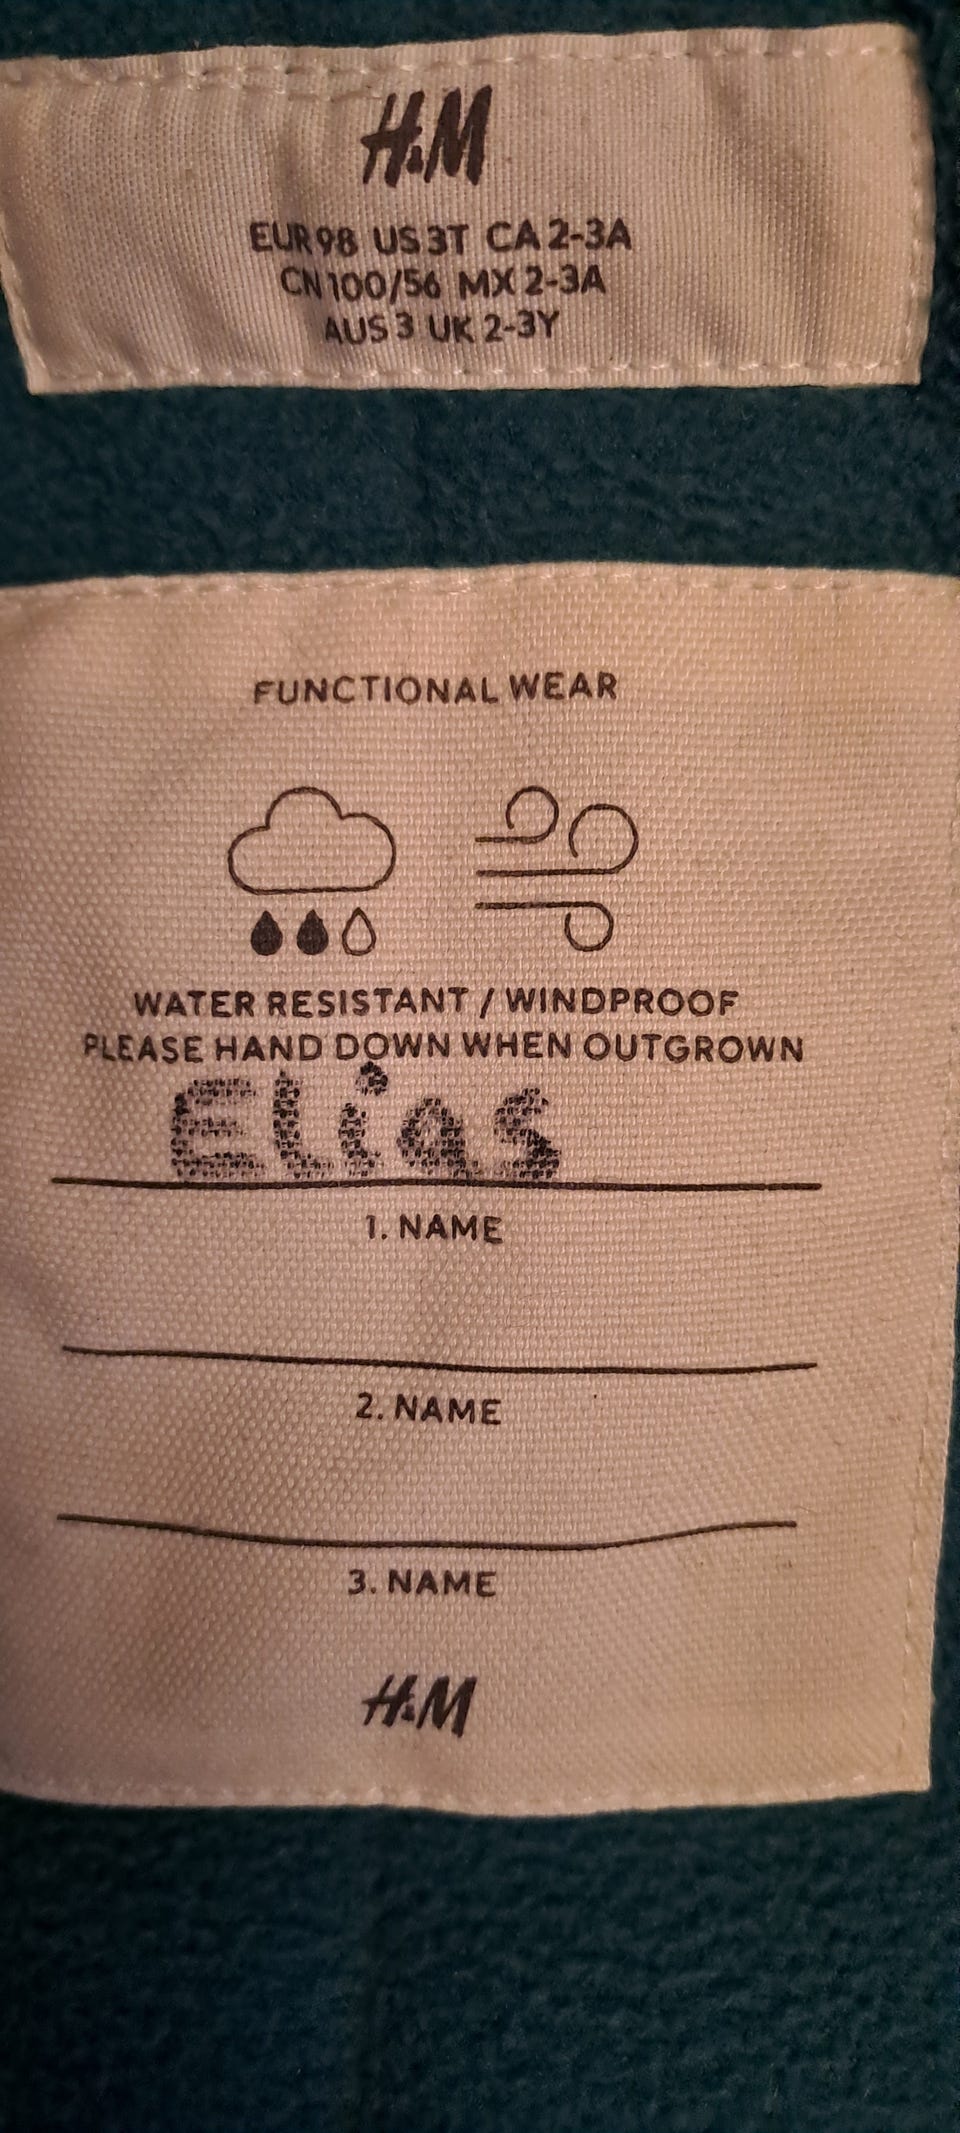 H&M
EUR 98 US 3T CA 2-3A
CN 100/56 MX 2-3A
AUS 3 UK 2-3Y
FUNCTIONAL WEAR
WATER RESISTANT / WINDPROOF
PLEASE HAND DOWN WHEN OUTGROWN
Elias
1. NAME
2. NAME
3. NAME
H&M